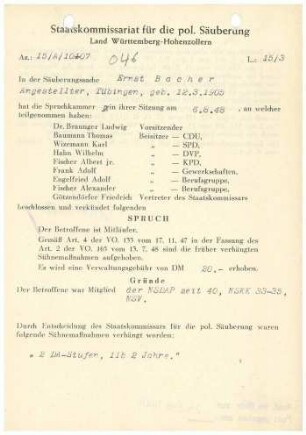 Staatskommissariat für die pol. Säuberung
Land Württemberg-Hohenzollern
Az.: 15/A/10407 046 L.: 15/3
In der Säuberungssache Ernst Bacher
Angestellter, Tübingen, geb. 12.3.1905
hat die Spruchkammer in ihrer Sitzung am 6.8.48, an welcher
teilgenommen haben:
Dr. Braunger Ludwig Vorsitzender
Baumann Thomas Beisitzer — CDU,
Wizemann Karl „ — SPD,
Hahn Wilhelm „ — DVP,
Fischer Albert jr. „ — KPD,
Frank Adolf „ — Gewerkschaften,
Engelfried Adolf „ — Berufsgruppe,
Fischer Alexander „ — Berufsgruppe,
Götzendörfer Friedrich Vertreter des Staatskommissars
beschlossen und verkündet folgenden
SPRUCH
Der Betroffene ist Mitläufer.
Gemäß Art. 4 der VO. 133 vom 17. 11. 47 in der Fassung des
Art. 2 der VO. 165 vom 13. 7. 48 sind die früher verhängten
Sühnemaßnahmen aufgehoben.
Es wird eine Verwaltungsgebühr von DM 20.- erhoben.
Gründe
Der Betroffene war Mitglied der NSDAP seit 40, NSKK 33-35,
NSV.
Durch Entscheidung des Staatskommissars für die pol. Säuberung waren
folgende Sühnemaßnahmen verhängt worden:
„ 2 DA-Stufen, 11b 2 Jahre."